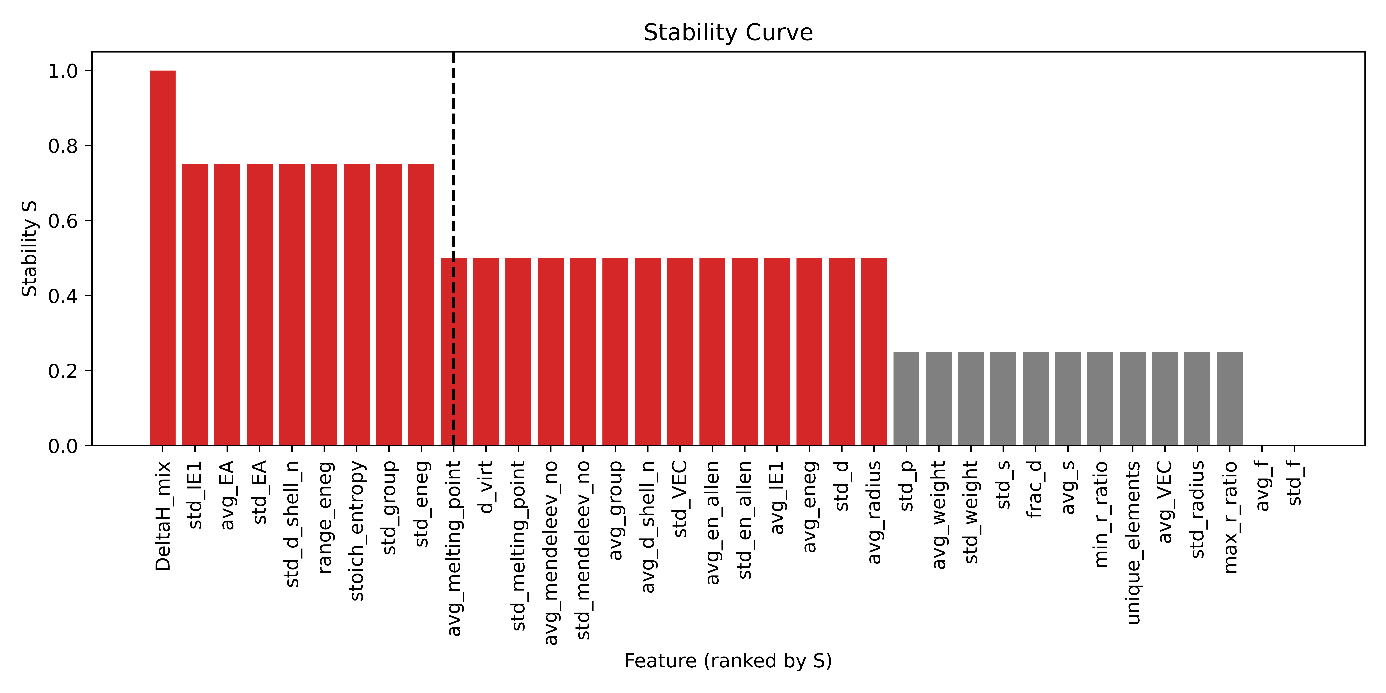 Stability Curve
Stability S
1.0
0.8
0.6
0.4
0.2
0.0
DeltaH_mix
std_IE1
avg_EA
std_EA
std_d_shell_n
range_eneg
stoich_entropy
std_group
std_eneg
avg_melting_point
d_virt
std_melting_point
avg_mendeleev_no
std_mendeleev_no
avg_group
avg_d_shell_n
std_VEC
avg_en_allen
std_en_allen
avg_IE1
avg_eneg
std_d
avg_radius
std_p
avg_weight
std_weight
std_s
frac_d
avg_s
min_r_ratio
unique_elements
avg_VEC
std_radius
max_r_ratio
avg_f
std_f
Feature (ranked by S)